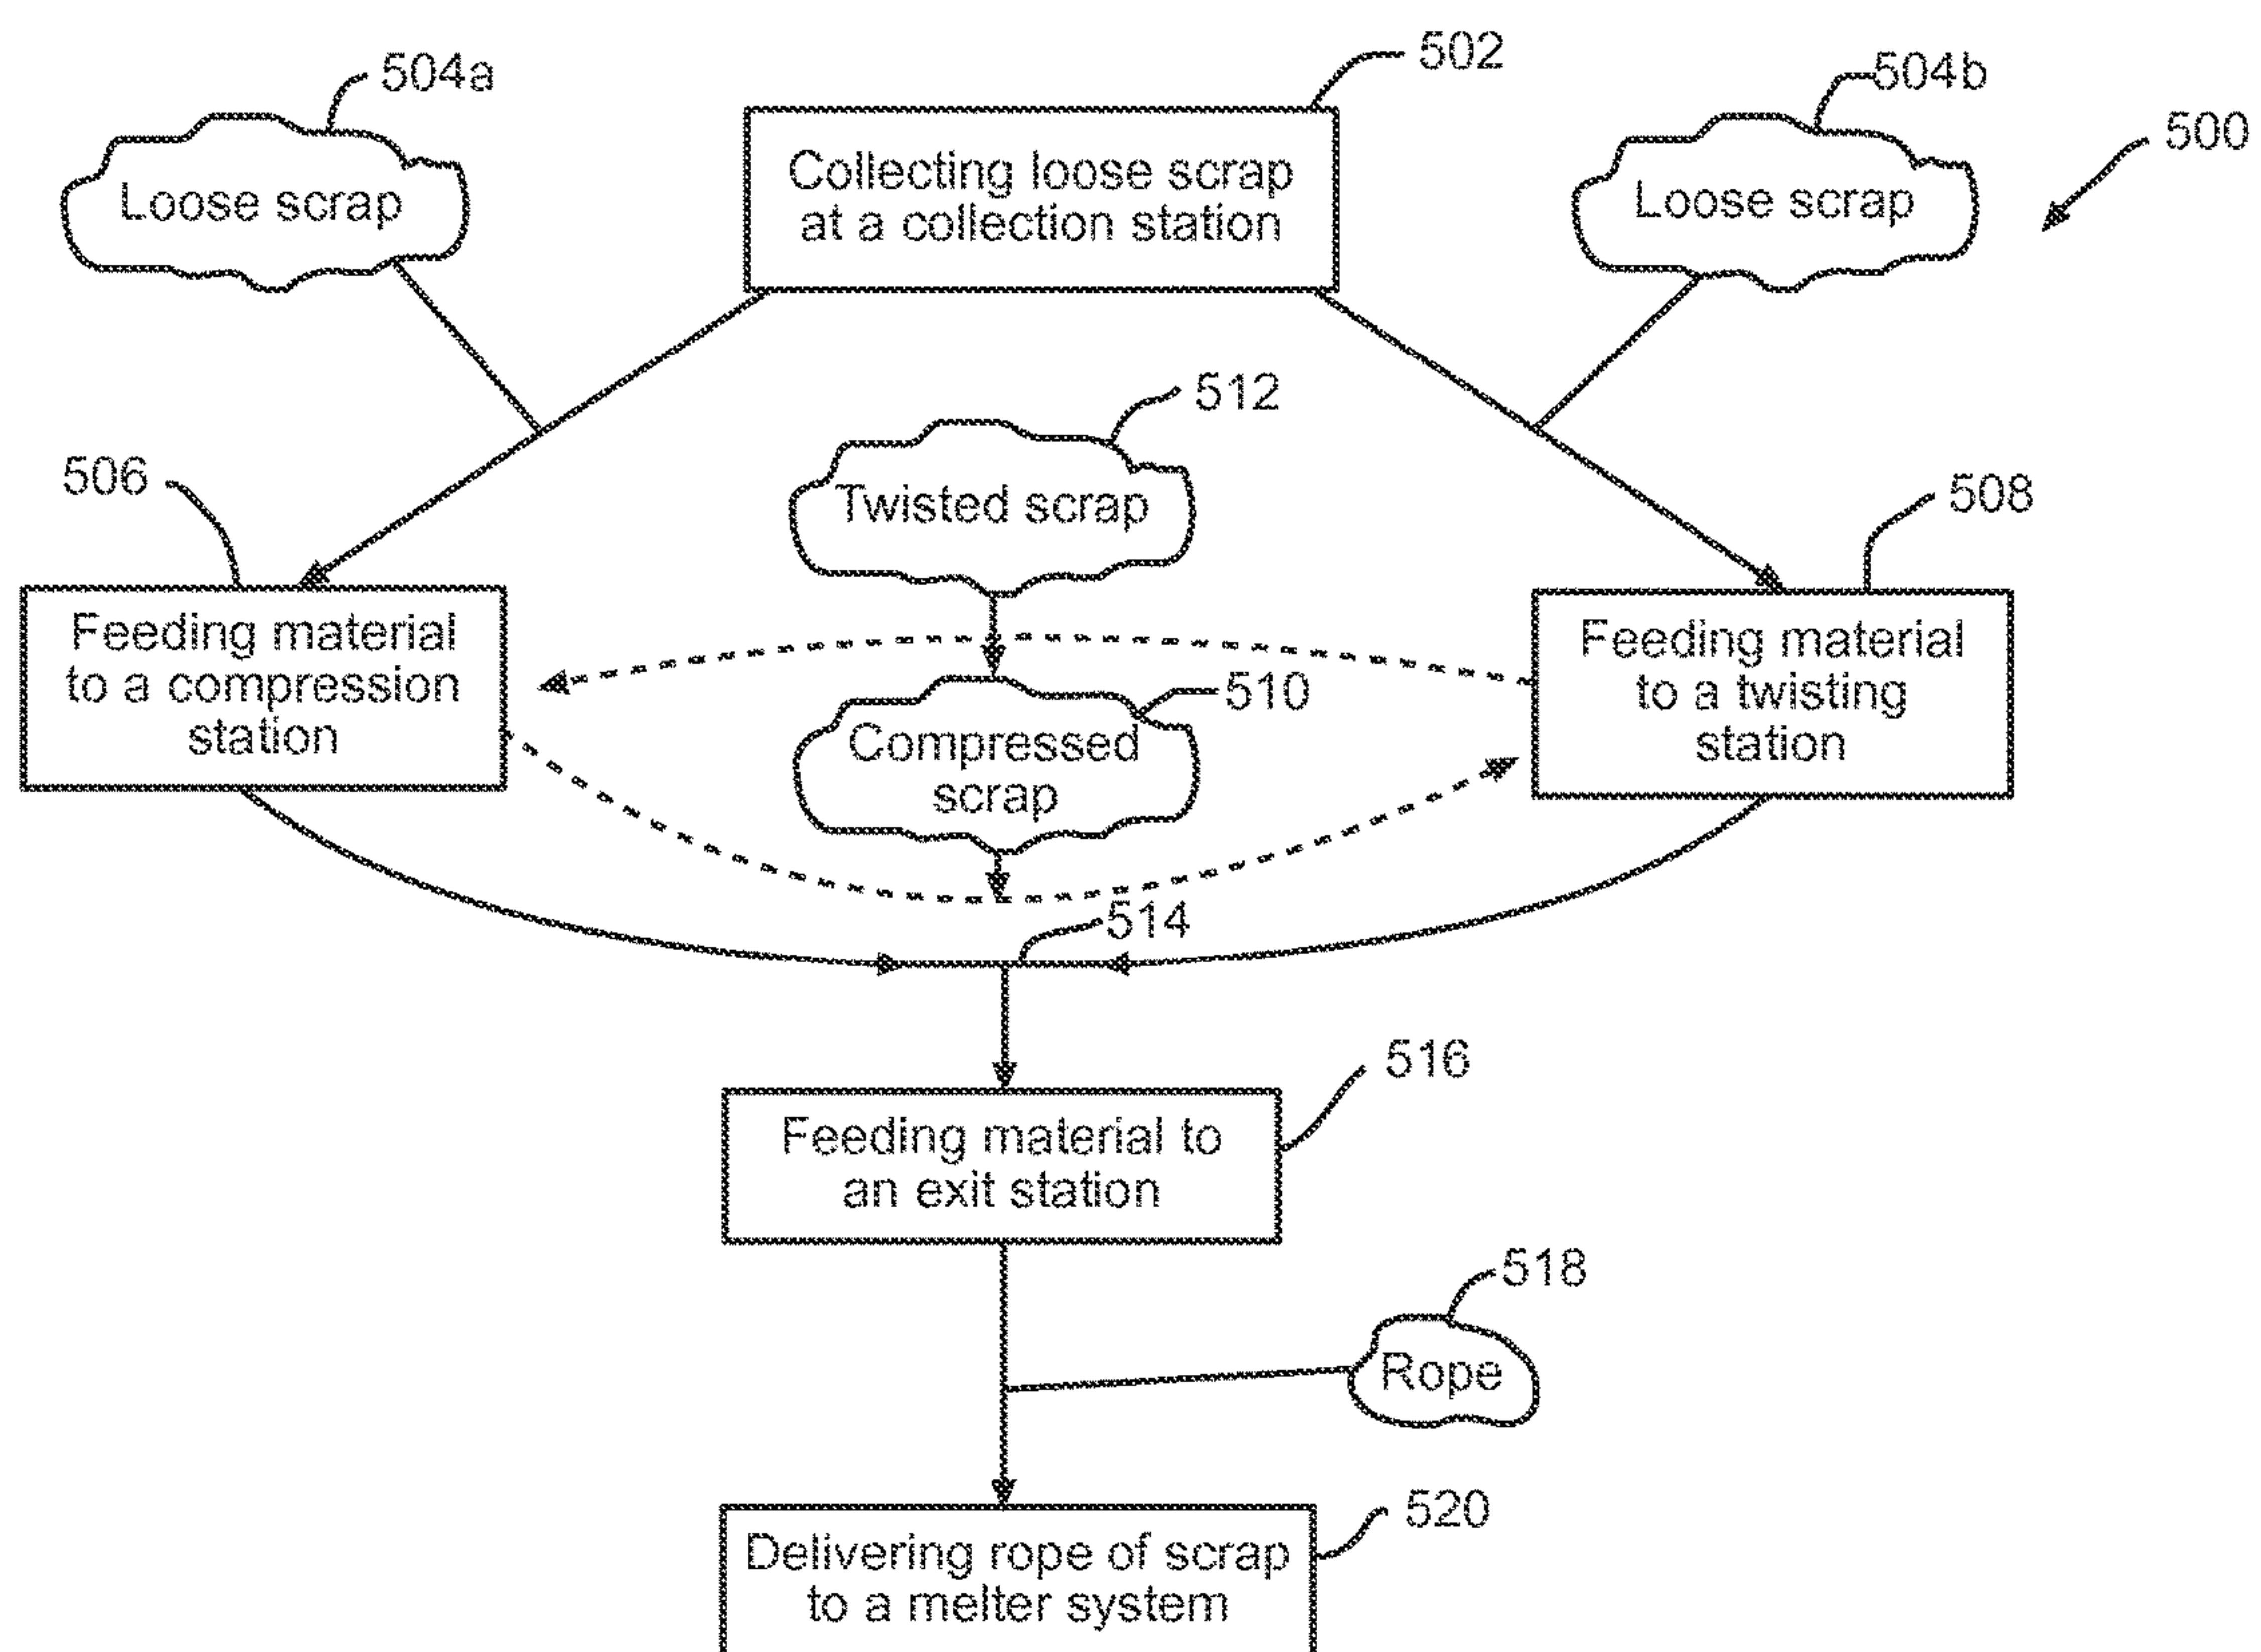 502
504a
504b
500
Loose scrap
Collecting loose scrap
at a collection station
Loose scrap
512
506
Twisted scrap
508
Feeding material
to a compression
station
510
Compressed
scrap
Feeding material
to a twisting
station
514
516
Feeding material to
an exit station
518
Rope
520
Delivering rope of scrap
to a melter system